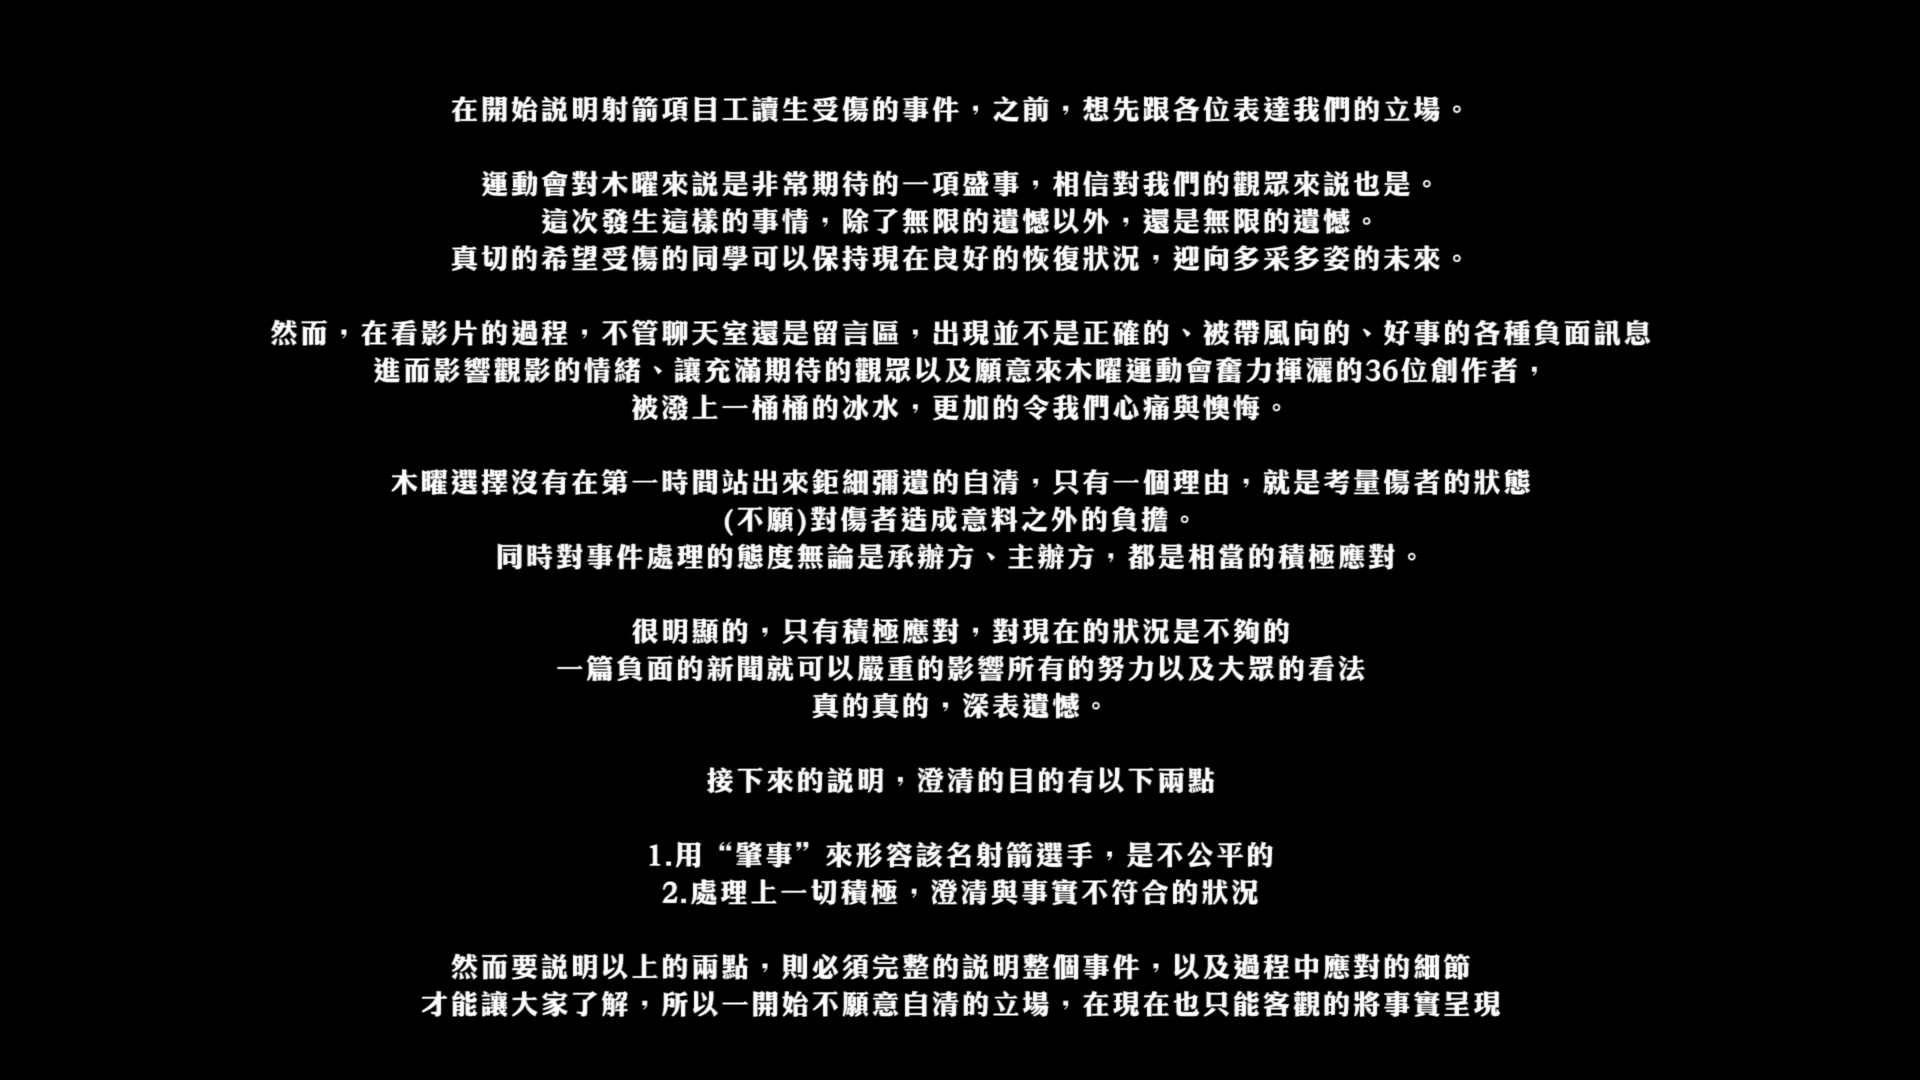 在開始説明射箭項目工讀生受傷的事件，之前，想先跟各位表達我們的立場。
運動會對木曜來説是非常期待的一項盛事，相信對我們的觀眾來説也是。
這次發生這樣的事情，除了無限的遺憾以外，還是無限的遺憾。
真切的希望受傷的同學可以保持現在良好的恢復狀況，迎向多采多姿的未來。
然而，在看影片的過程，不管聊天室還是留言區，出現並不是正確的、被帶風向的、好事的各種負面訊息
進而影響觀影的情緒、讓充滿期待的觀眾以及願意來木曜運動會奮力揮灑的36位創作者，
被潑上一桶桶的冰水，更加的令我們心痛與懊悔。
木曜選擇沒有在第一時間站出來鉅細彌遺的自清，只有一個理由，就是考量傷者的狀態
(不願)對傷者造成意料之外的負擔。
同時對事件處理的態度無論是承辦方、主辦方，都是相當的積極應對。
很明顯的，只有積極應對，對現在的狀況是不夠的
一篇負面的新聞就可以嚴重的影響所有的努力以及大眾的看法
真的真的，深表遺憾。
接下來的説明，澄清的目的有以下兩點
1.用“肇事”來形容該名射箭選手，是不公平的
2.處理上一切積極，澄清與事實不符合的狀況
然而要説明以上的兩點，則必須完整的説明整個事件，以及過程中應對的細節
才能讓大家了解，所以一開始不願意自清的立場，在現在也只能客觀的將事實呈現